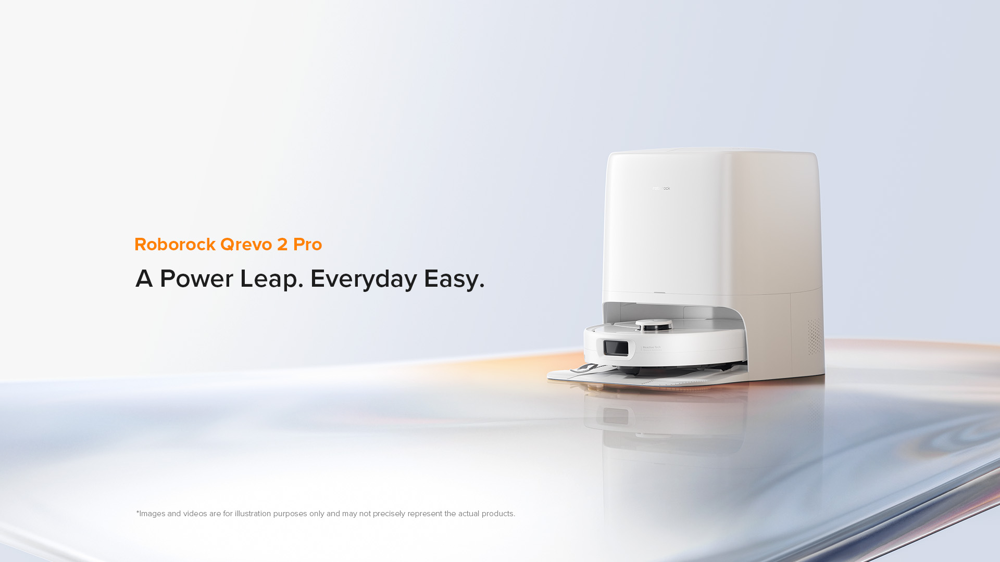 Roborock Qrevo 2 Pro
A Power Leap. Everyday Easy.
roborock
*Images and videos are for illustration purposes only and may not precisely represent the actual products.